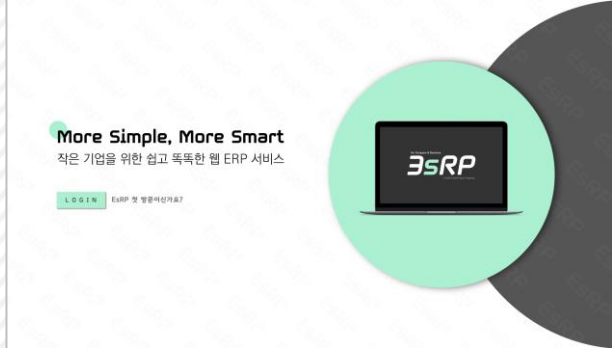 More Simple, More Smart
작은 기업을 위한 쉽고 똑똑한 웹 ERP 서비스
LOGIN
EsRP 첫 방문이신가요?
3sRP